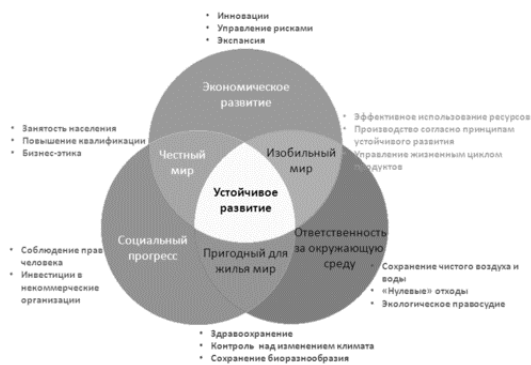 • Инновации
• Управление рисками
• Экспансия
Экономическое
развитие
• Занятость населения
• Повышение квалификации
• Бизнес-этика
• Эффективное использование ресурсов
• Производство согласно принципам
устойчивого развития
• Управление жизненным циклом
продуктов
Честный
мир
Изобильный
мир
Устойчивое
развитие
Социальный
прогресс
Пригодный для
жилья мир
Ответственность
за окружающую
среду
• Соблюдение прав
человека
• Инвестиции в
некоммерческие
организации
• Сохранение чистого воздуха и
воды
• «Нулевые» отходы
• Экологическое правосудие
• Здравоохранение
• Контроль над изменением климата
• Сохранение биоразнообразия